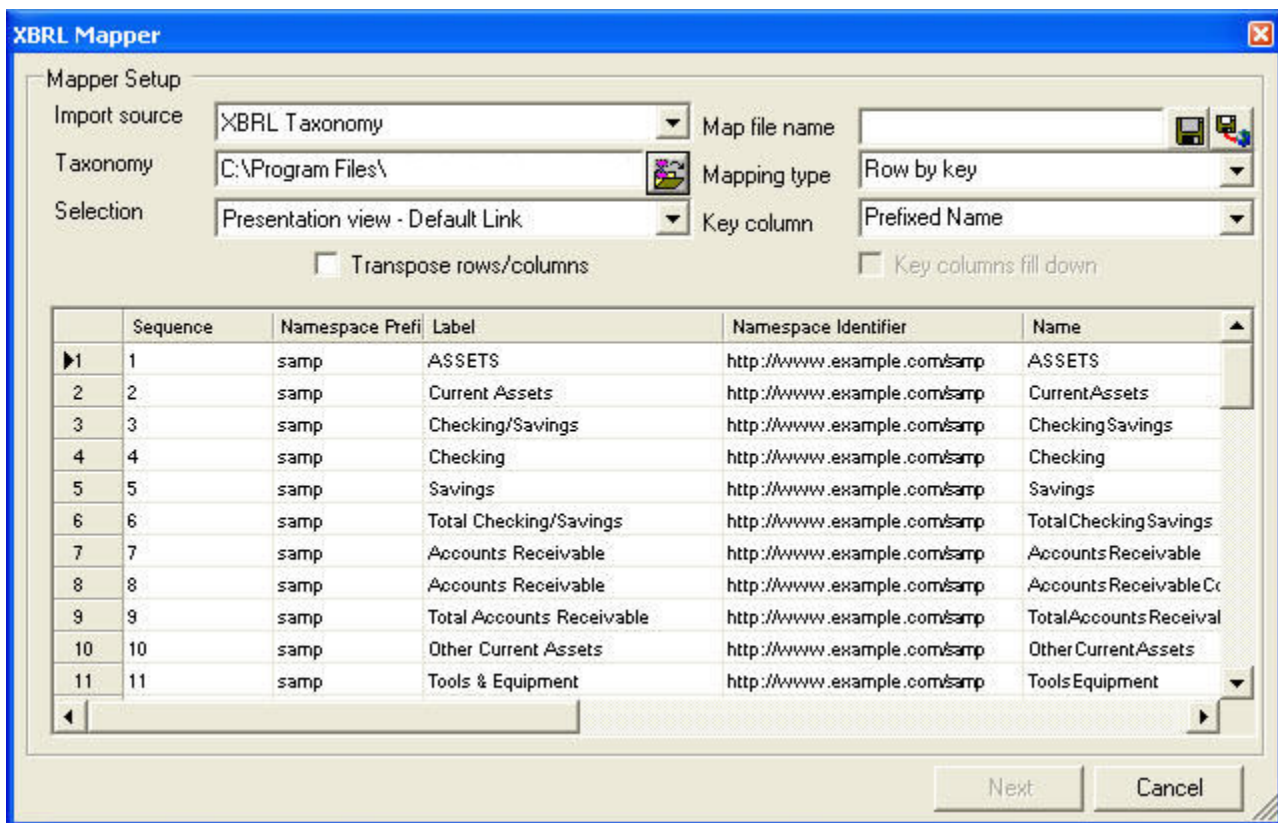 XBRL Mapper
Mapper Setup
Import source XBRL Taxonomy Map file name
Taxonomy C:\Program Files\ Mapping type Row by key
Selection Presentation view - Default Link Key column Prefixed Name
Transpose rows/columns Key columns fill down
Sequence Namespace Prefi Label Namespace Identifier Name
1 1 samp ASSETS http://www.example.com/samp ASSETS
2 2 samp Current Assets http://www.example.com/samp CurrentAssets
3 3 samp Checking/Savings http://www.example.com/samp CheckingSavings
4 4 samp Checking http://www.example.com/samp Checking
5 5 samp Savings http://www.example.com/samp Savings
6 6 samp Total Checking/Savings http://www.example.com/samp TotalCheckingSavings
7 7 samp Accounts Receivable http://www.example.com/samp AccountsReceivable
8 8 samp Accounts Receivable http://www.example.com/samp AccountsReceivableCo
9 9 samp Total Accounts Receivable http://www.example.com/samp TotalAccountsReceival
10 10 samp Other Current Assets http://www.example.com/samp OtherCurrentAssets
11 11 samp Tools & Equipment http://www.example.com/samp ToolsEquipment
Next Cancel